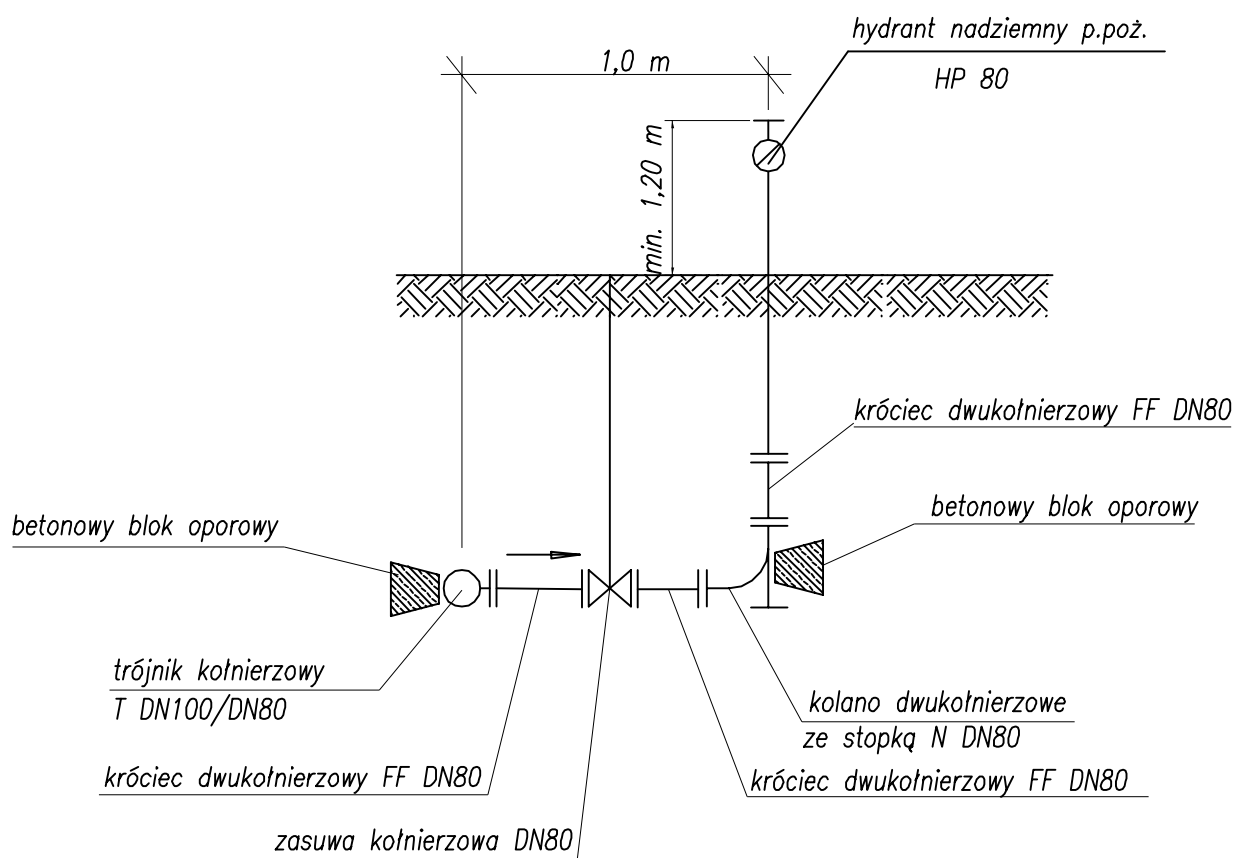 hydrant nadziemny p.poż.
HP 80
1,0 m
min. 1,20 m
króciec dwukołnierzowy FF DN80
betonowy blok oporowy
betonowy blok oporowy
trójnik kołnierzowy
T DN100/DN80
kolano dwukołnierzowe
ze stopką N DN80
króciec dwukołnierzowy FF DN80
króciec dwukołnierzowy FF DN80
zasuwa kołnierzowa DN80